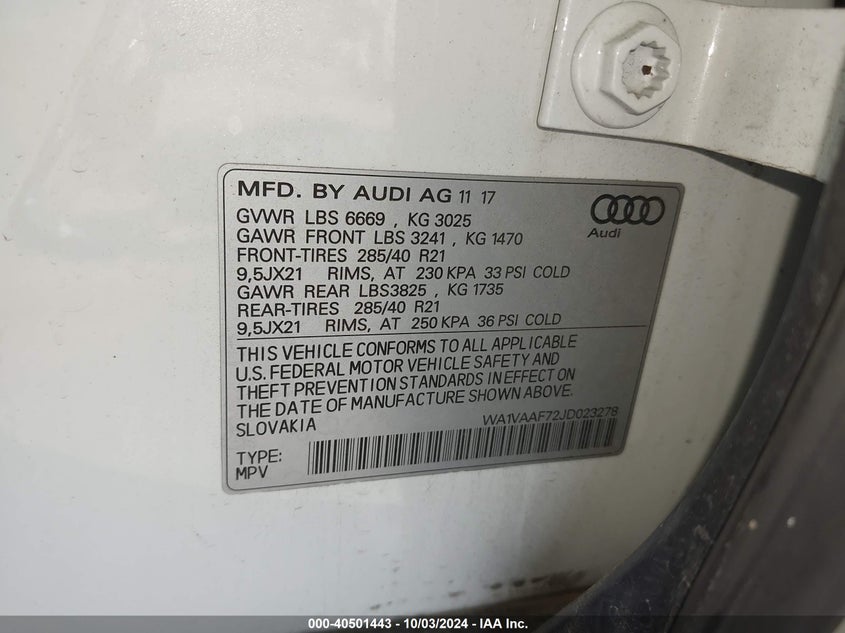 MFD. BY AUDI AG 11 17
GVWR LBS 6669 , KG 3025
GAWR FRONT LBS 3241 , KG 1470
FRONT-TIRES 285/40 R21
9,5JX21 RIMS, AT 230 KPA 33 PSI COLD
GAWR REAR LBS3825 , KG 1735
REAR-TIRES 285/40 R21
9,5JX21 RIMS, AT 250 KPA 36 PSI COLD
Audi
THIS VEHICLE CONFORMS TO ALL APPLICABLE
U.S. FEDERAL MOTOR VEHICLE SAFETY AND
THEFT PREVENTION STANDARDS IN EFFECT ON
THE DATE OF MANUFACTURE SHOWN ABOVE.
SLOVAKIA WA1VAAF72JD023278
TYPE:
MPV
000-40501443 - 10/03/2024 - IAA Inc.